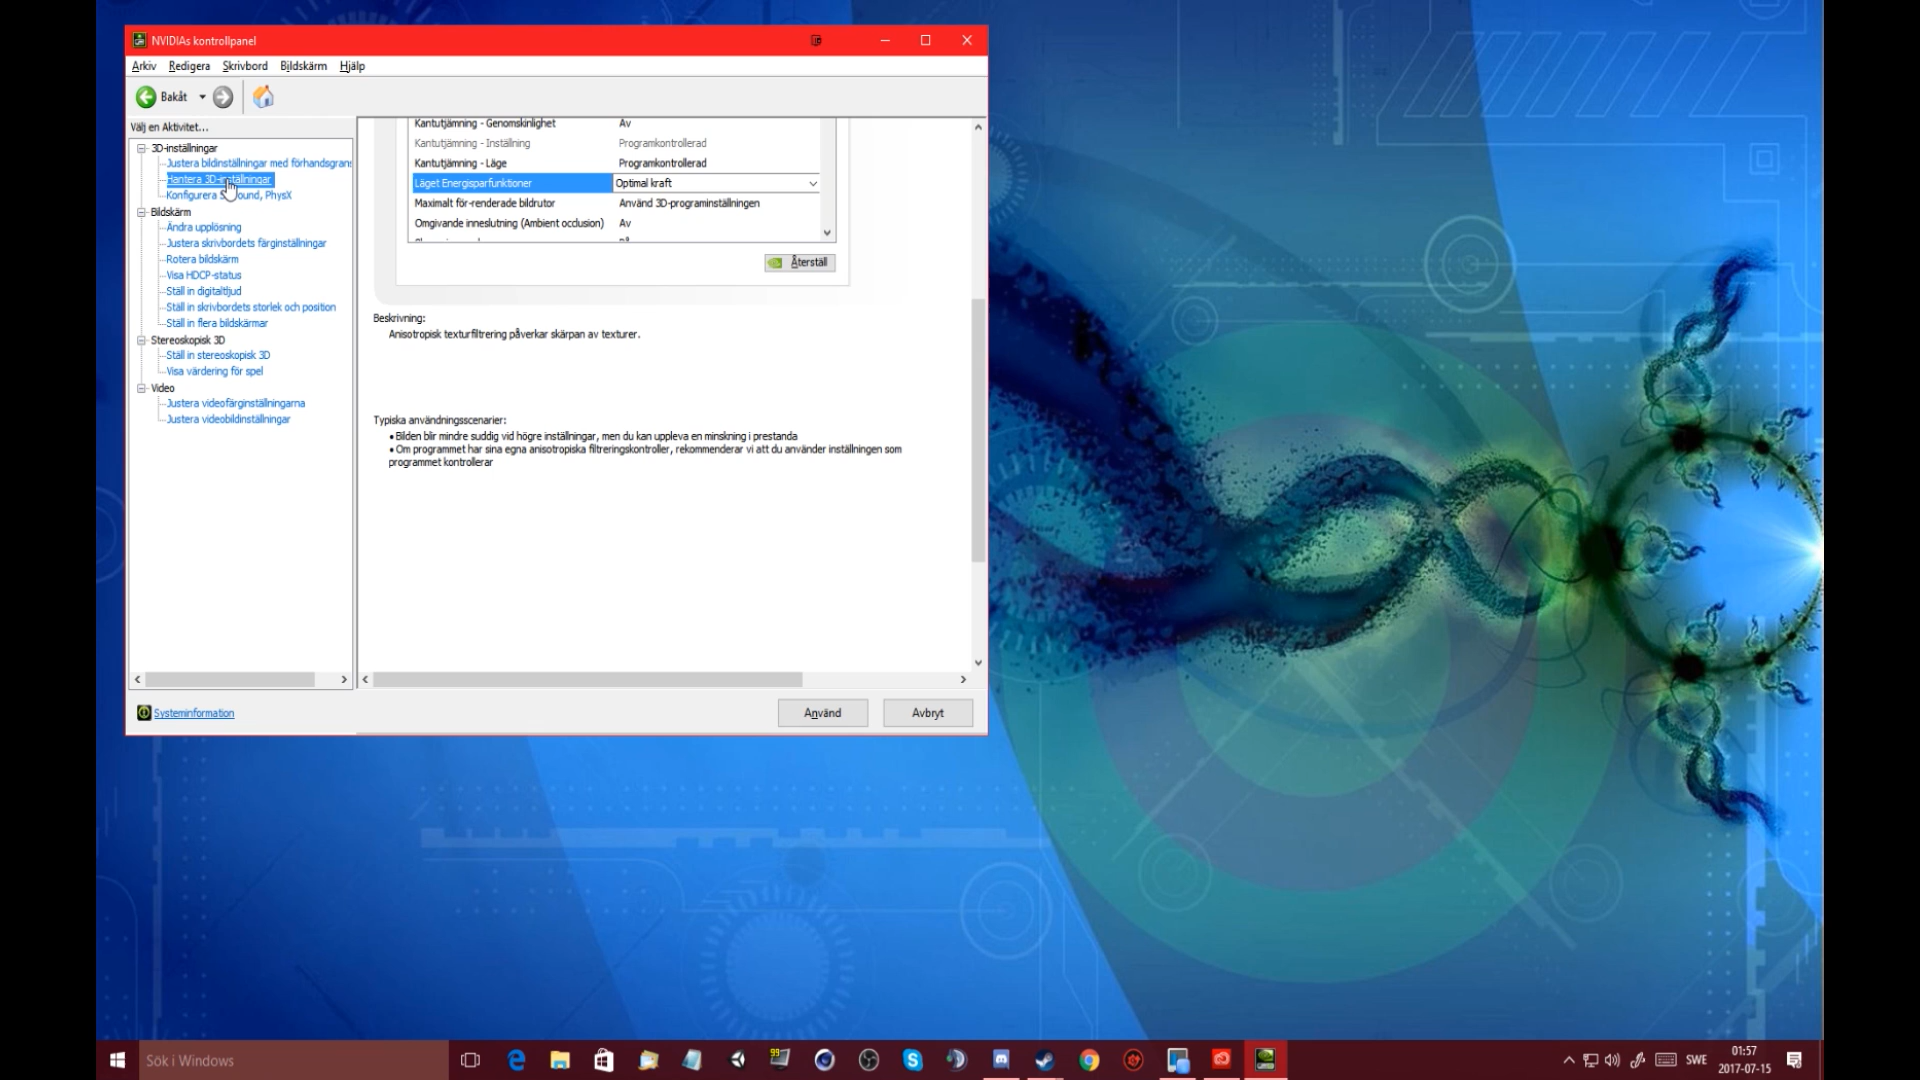 NVIDIAs kontrollpanel
Arkiv Redigera Skrivbord Bildskärm Hjälp
Bakåt
Välj en Aktivitet...
3D-inställningar
Justera bildinställningar med förhandsgrans
Hantera 3D-inställningar
Konfigurera PhysX
Bildskärm
Ändra upplösning
Justera skrivbordets färginställningar
Rotera bildskärm
Visa HDCP-status
Ställ in digitaltljud
Ställ in skrivbordets storlek och position
Ställ in flera bildskärmar
Stereoskopisk 3D
Ställ in stereoskopisk 3D
Visa värdering för spel
Video
Justera videofärginställningarna
Justera videobildinställningar
Systeminformation
Kantutjämning - Genomskinlighet Av
Kantutjämning - Inställning Programkontrollerad
Kantutjämning - Läge Programkontrollerad
Läget Energisparfunktioner Optimal kraft
Maximalt för-renderade bildrutor Använd 3D-programinställningen
Omgivande inneslutning (Ambient occlusion) Av
Återställ
Beskrivning:
Anisotropisk texturfiltrering påverkar skärpan av texturer.
Typiska användningsscenarier:
• Bilden blir mindre suddig vid högre inställningar, men du kan uppleva en minskning i prestanda
• Om programmet har sina egna anisotropiska filtreringskontroller, rekommenderar vi att du använder inställningen som
programmet kontrollerar
Använd Avbryt
Sök i Windows
99
SWE
01:57
2017-07-15